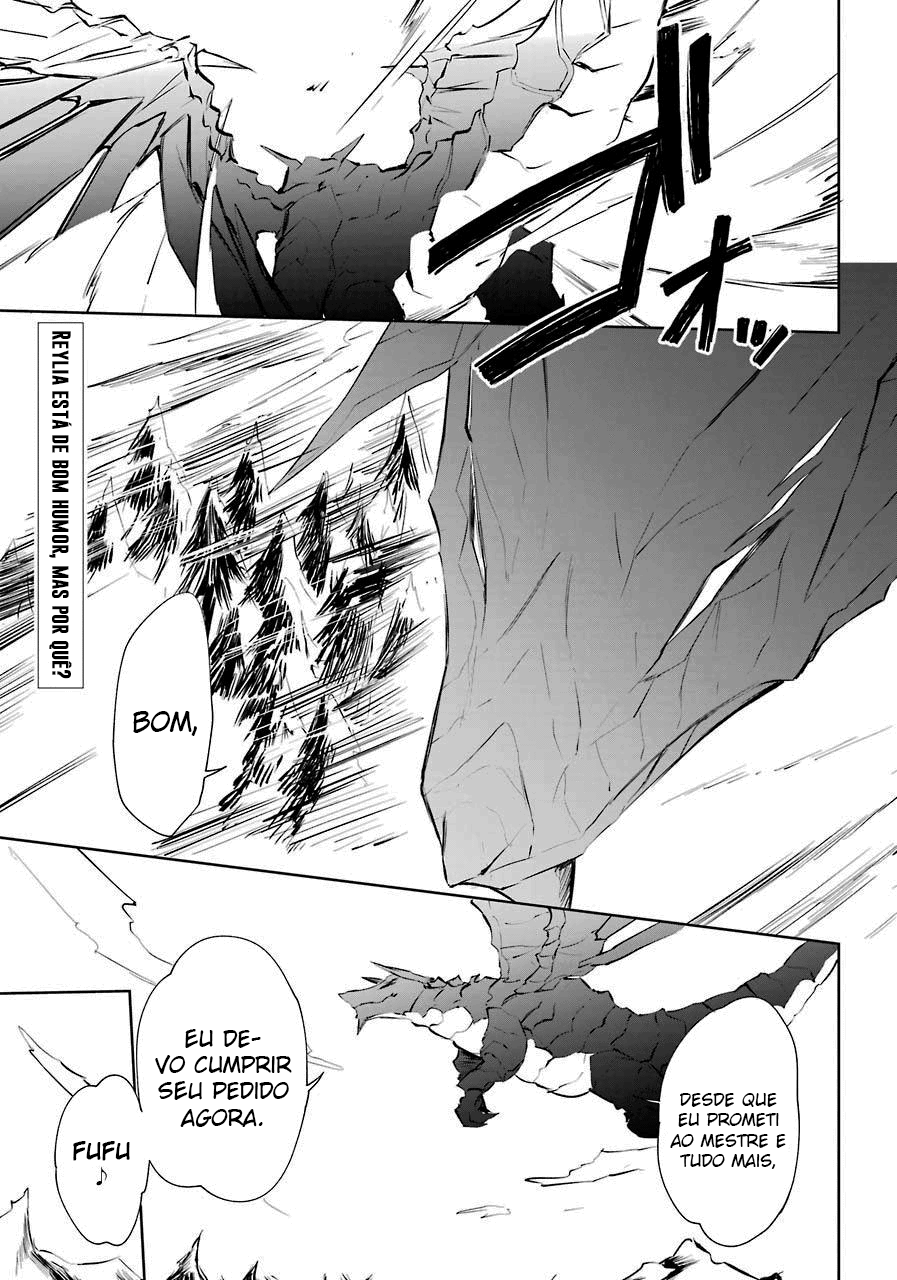 ゴオッ
REYLIA ESTÁ DE BOM HUMOR, MAS POR QUÊ?
BOM,
DESDE QUE
EU PROMETI
AO MESTRE E
TUDO MAIS,
EU DE-
VO CUMPRIR
SEU PEDIDO
AGORA.
FUFU
♪